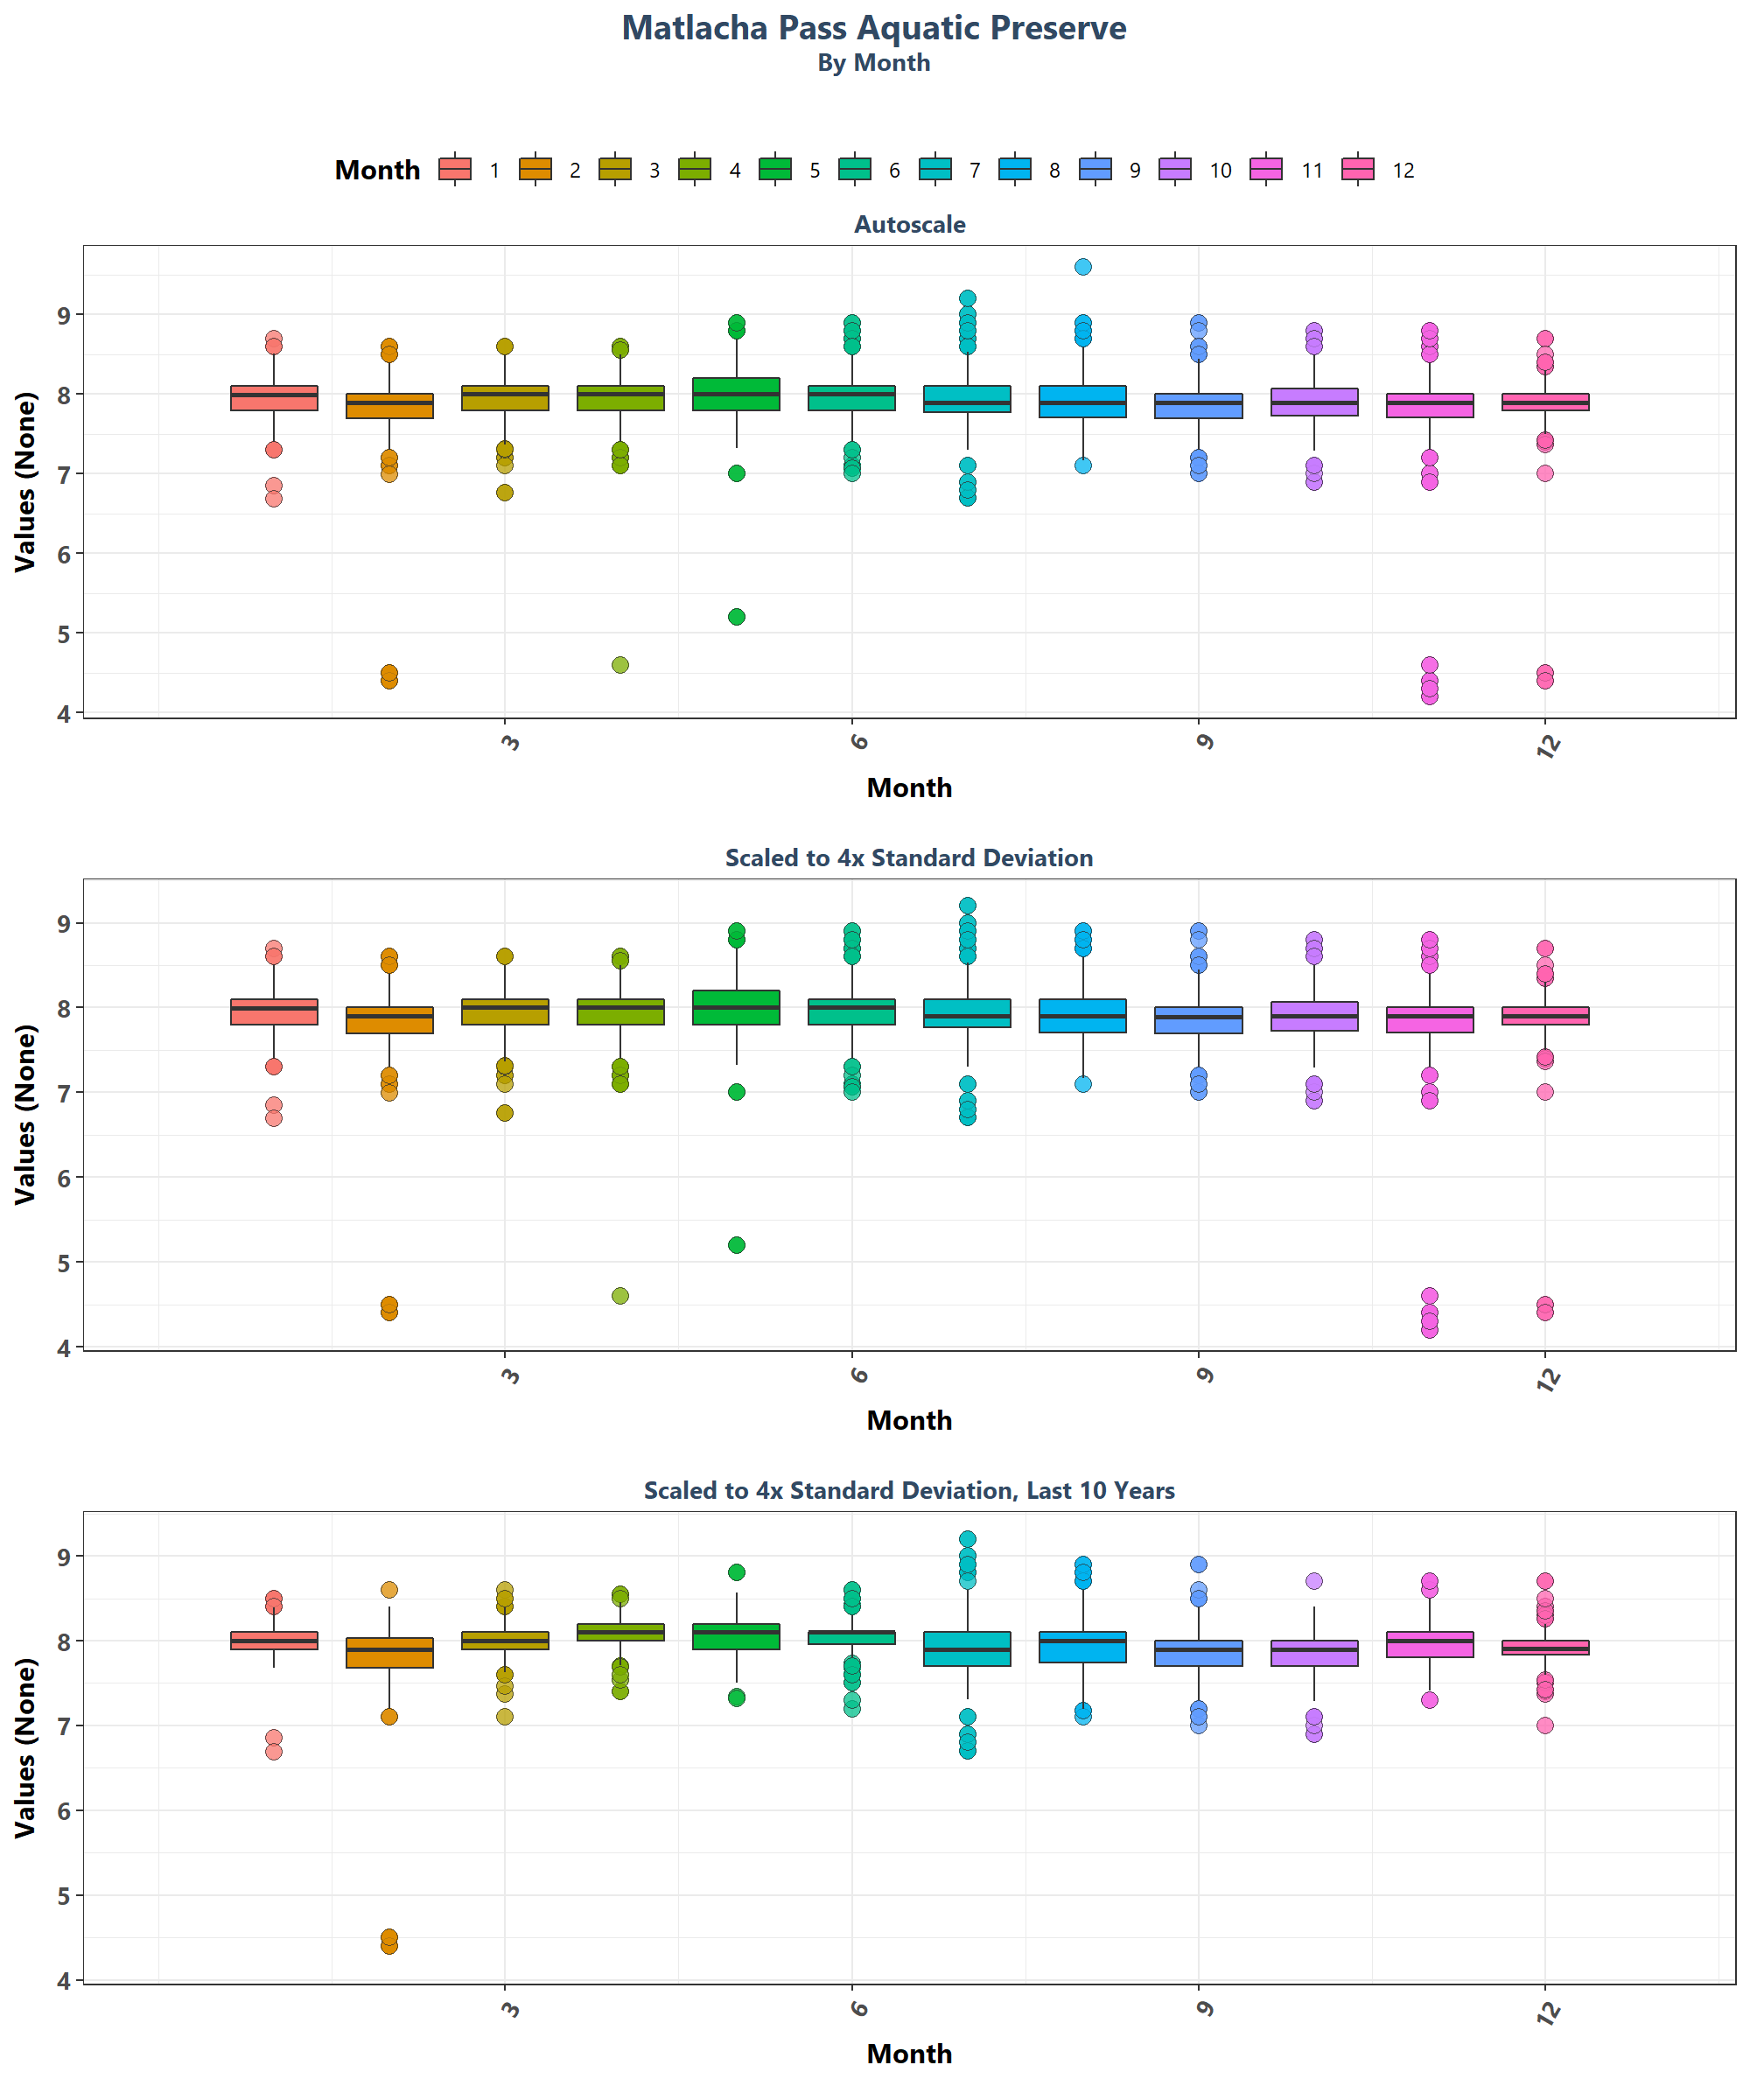 Matlacha Pass Aquatic Preserve
By Month
Month 1 2 3 4 5 6 7 8 9 10 11 12
Autoscale
Values (None)
9
8
7
6
5
4
3 6 9 12
Month
Scaled to 4x Standard Deviation
Values (None)
9
8
7
6
5
4
3 6 9 12
Month
Scaled to 4x Standard Deviation, Last 10 Years
Values (None)
9
8
7
6
5
4
3 6 9 12
Month